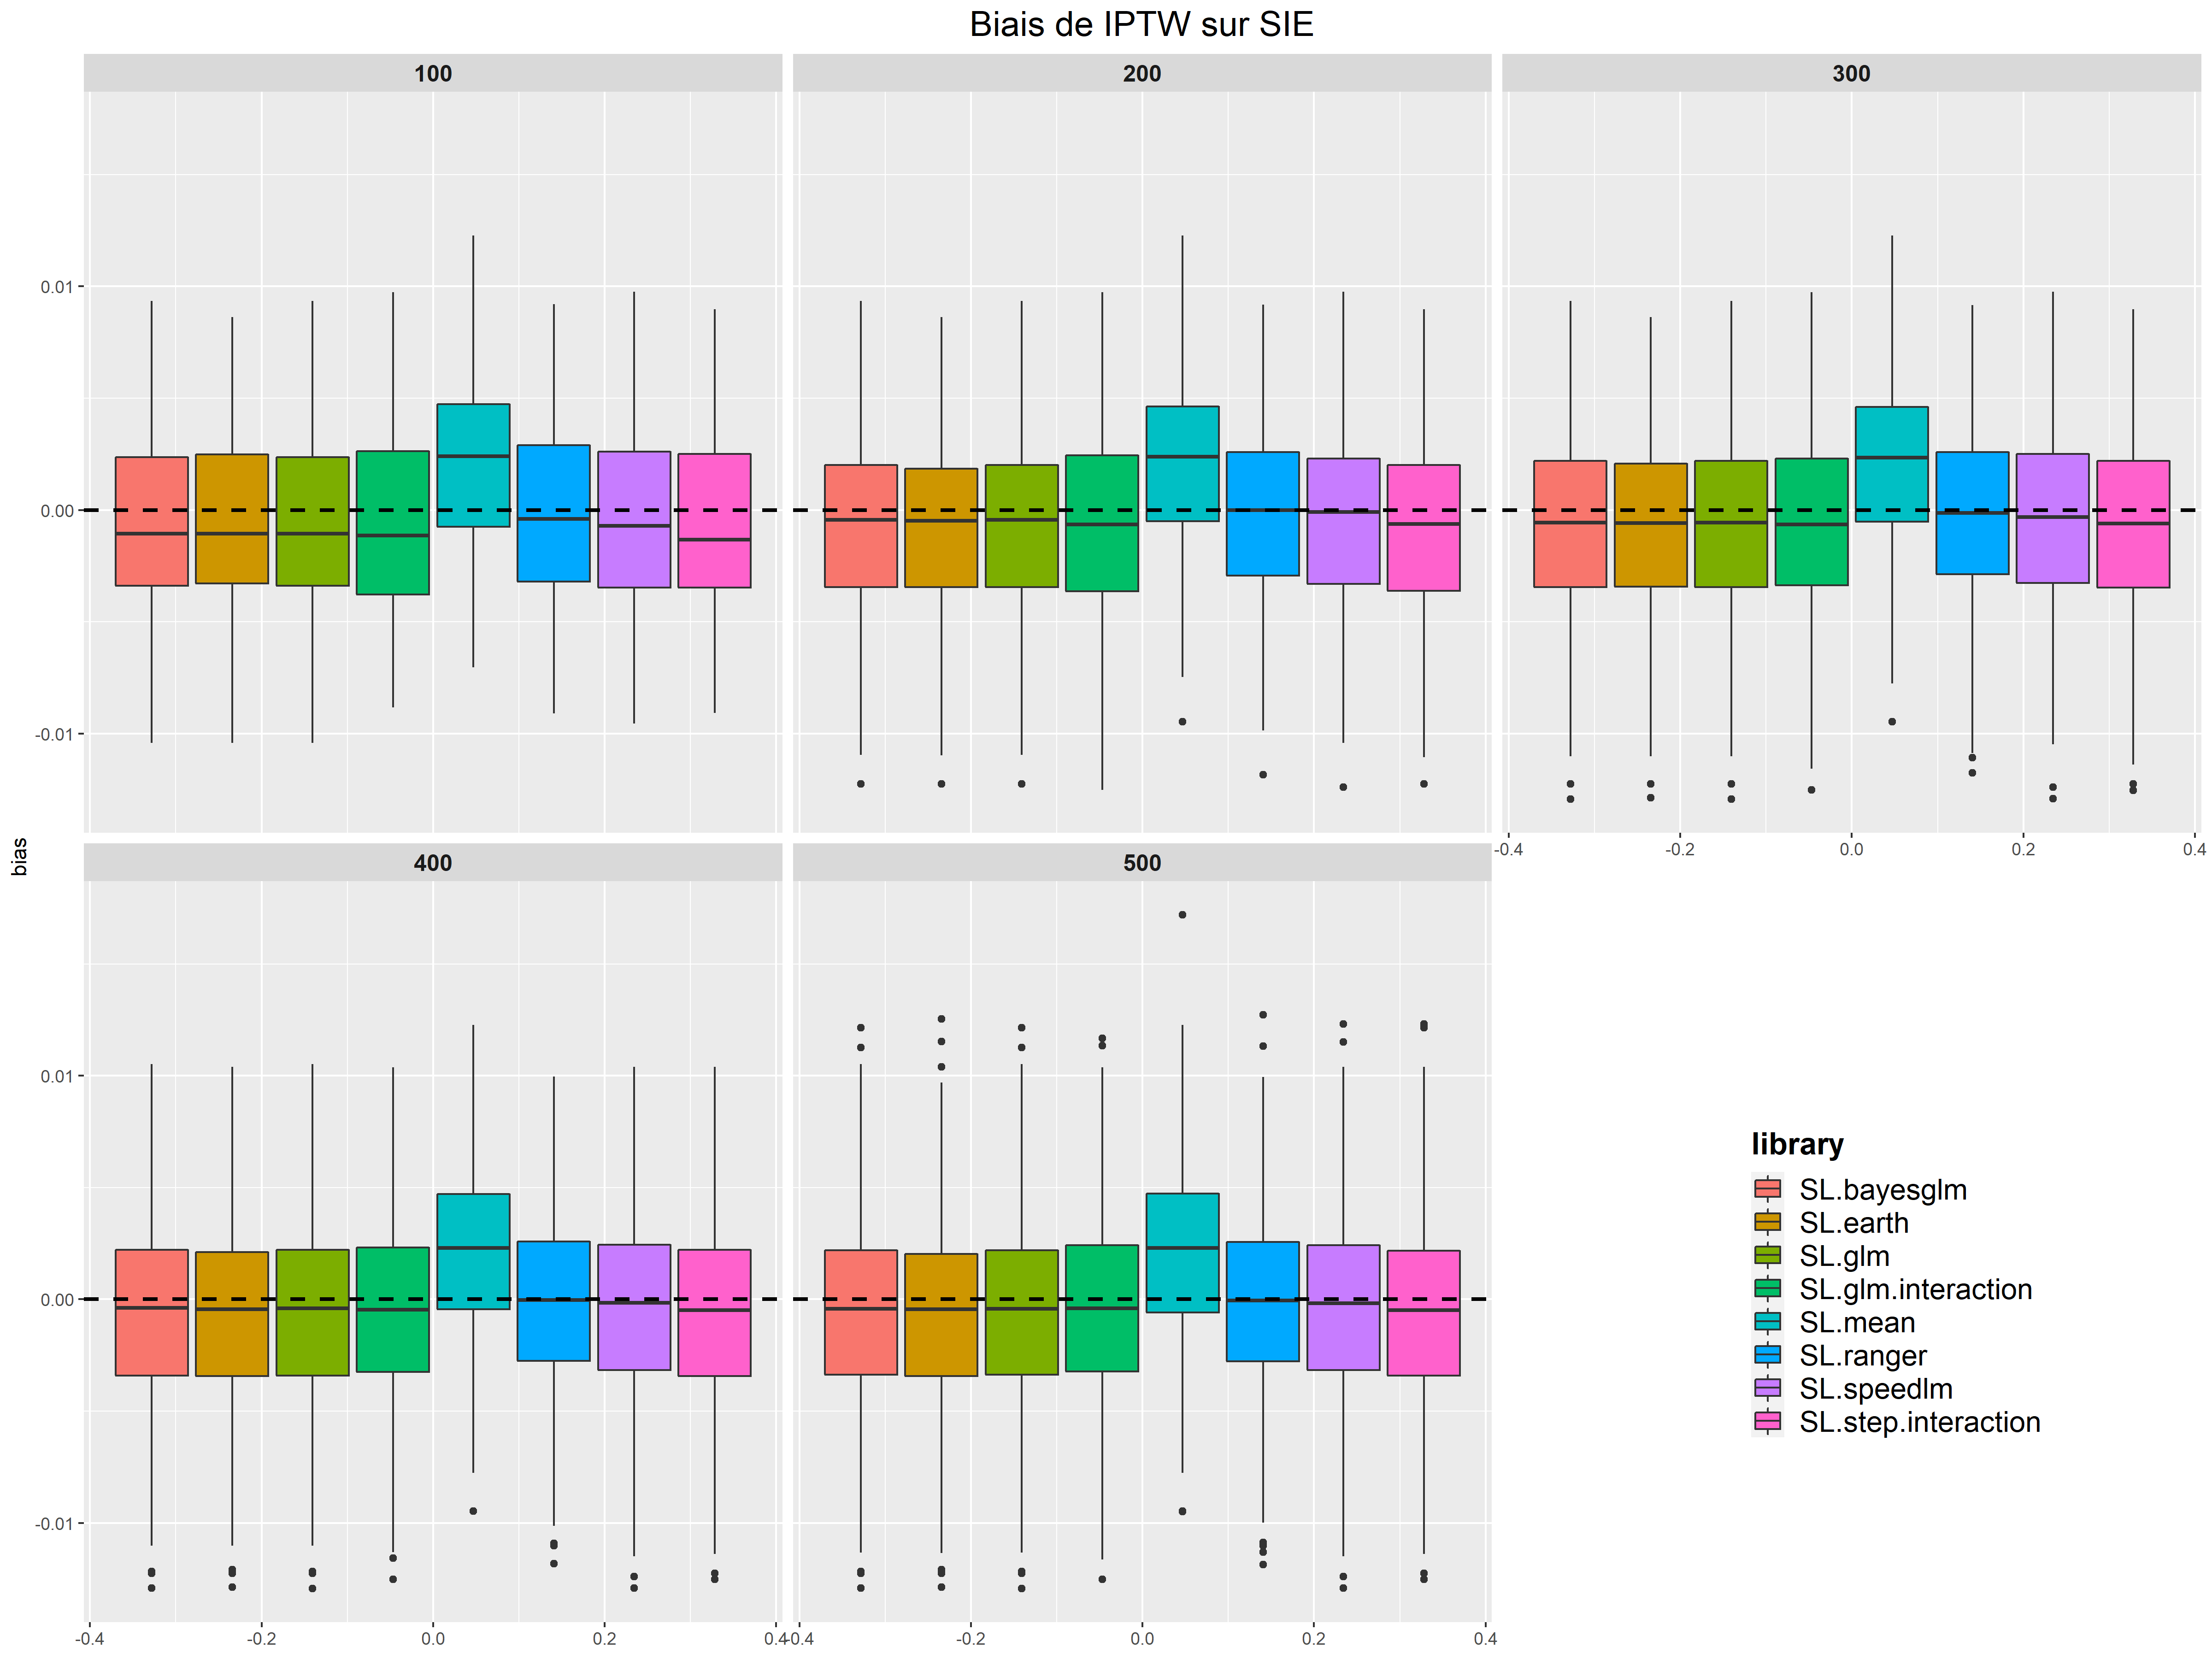 Biais de IPTW sur SIE
100
200
300
0.01
0.00
-0.01
-0.4
-0.2
0.0
0.2
0.4
bias
400
500
0.01
0.00
-0.01
-0.4
-0.2
0.0
0.2
0.4
-0.4
-0.2
0.0
0.2
0.4
library
SL.bayesglm
SL.earth
SL.glm
SL.glm.interaction
SL.mean
SL.ranger
SL.speedlm
SL.step.interaction